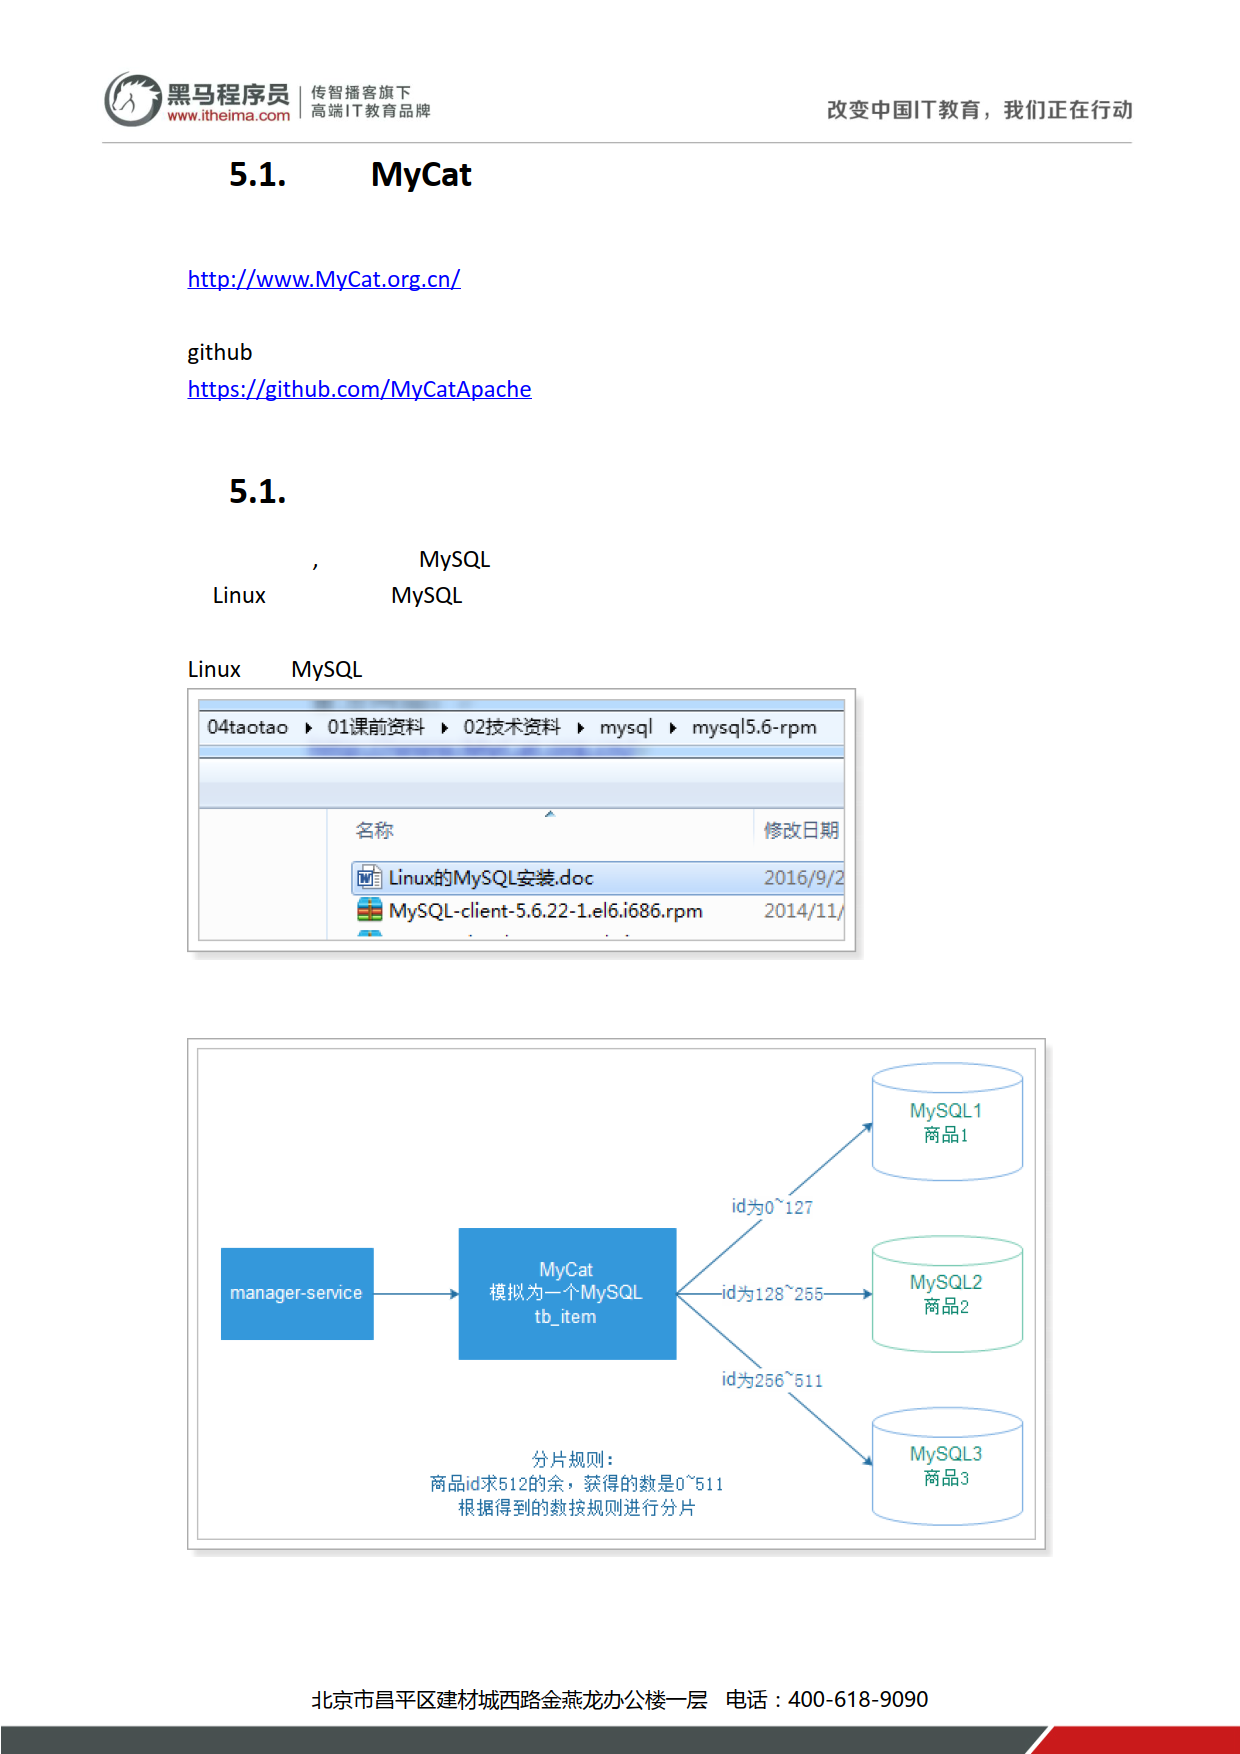 黑马程序员
www.itheima.com
传智播客旗下
高端IT教育品牌
改变中国IT教育，我们正在行动
5.1. MyCat
http://www.MyCat.org.cn/
github
https://github.com/MyCatApache
5.1.
, MySQL
Linux MySQL
Linux MySQL
04taotao ▸ 01课前资料 ▸ 02技术资料 ▸ mysql ▸ mysql5.6-rpm
名称 修改日期
Linux的MySQL安装.doc 2016/9/2
MySQL-client-5.6.22-1.el6.i686.rpm 2014/11/
MySQL1
商品1
id为0~127
manager-service
MyCat
模拟为一个MySQL
tb_item
id为128~255
MySQL2
商品2
id为256~511
MySQL3
商品3
分片规则：
商品id求512的余，获得的数是0~511
根据得到的数按规则进行分片
北京市昌平区建材城西路金燕龙办公楼一层 电话：400-618-9090